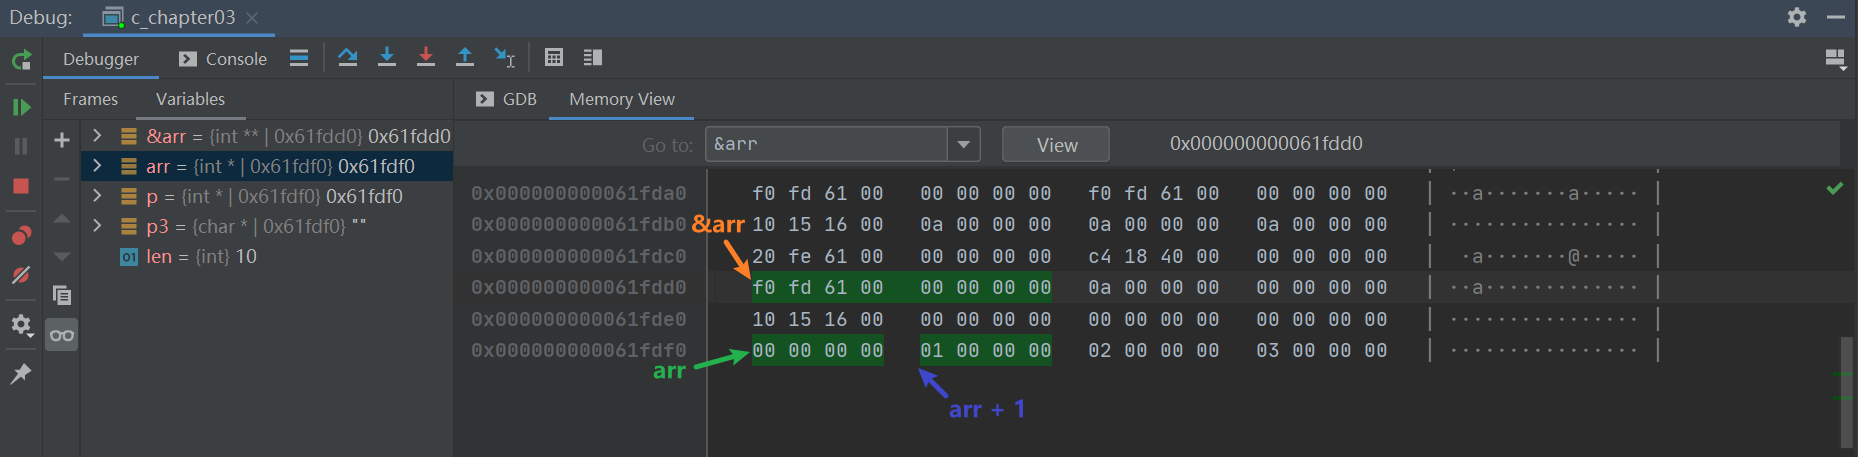 Debug: c_chapter03
Debugger Console
Frames Variables GDB Memory View
&arr = {int ** | 0x61fdd0} 0x61fdd0
arr = {int * | 0x61fdf0} 0x61fdf0
p = {int * | 0x61fdf0} 0x61fdf0
p3 = {char * | 0x61fdf0} ""
01 len = {int} 10
Go to: &arr View 0x000000000061fdd0
0x000000000061fda0 f0 fd 61 00 00 00 00 00 f0 fd 61 00 00 00 00 00 | ··a·······a····· |
0x000000000061fdb0 10 15 16 00 0a 00 00 00 0a 00 00 00 0a 00 00 00 | ················ |
&arr
0x000000000061fdc0 20 fe 61 00 00 00 00 00 c4 18 40 00 00 00 00 00 | ·a·······@····· |
0x000000000061fdd0 f0 fd 61 00 00 00 00 00 0a 00 00 00 00 00 00 00 | ··a············· |
0x000000000061fde0 10 15 16 00 00 00 00 00 00 00 00 00 00 00 00 00 | ················ |
0x000000000061fdf0 00 00 00 00 01 00 00 00 02 00 00 00 03 00 00 00 | ················ |
arr
arr + 1